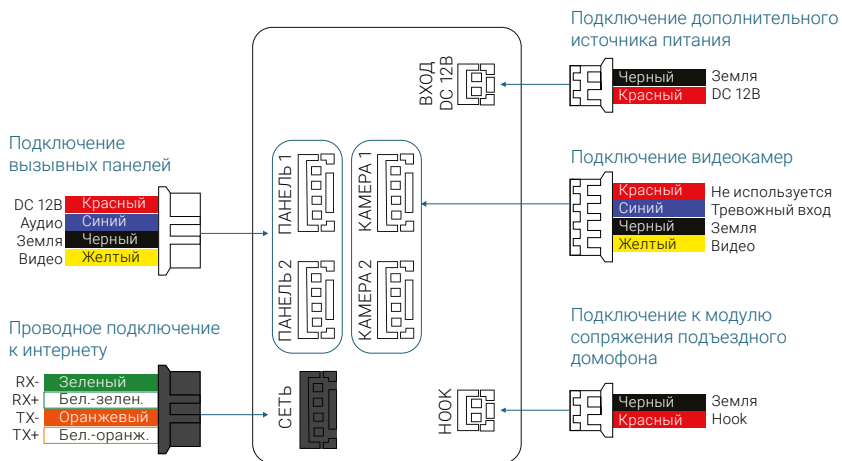 Подключение дополнительного
источника питания
Черный Земля
Красный DC 12В
ВХОД
DC 12В
Подключение
вызывных панелей
DC 12В Красный
Аудио Синий
Земля Черный
Видео Желтый
ПАНЕЛЬ 1
КАМЕРА 1
Подключение видеокамер
Красный Не используется
Синий Тревожный вход
Черный Земля
Желтый Видео
ПАНЕЛЬ 2
КАМЕРА 2
Проводное подключение
к интернету
RX- Зеленый
RX+ Бел.-зелен.
TX- Оранжевый
TX+ Бел.-оранж.
СЕТЬ
HOOK
Подключение к модулю
сопряжения подъездного
домофона
Черный Земля
Красный Hook